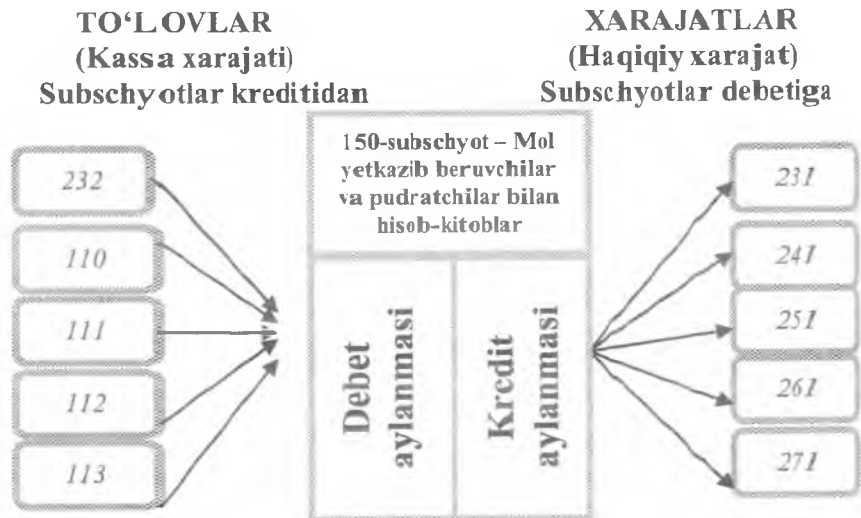 TO‘LOVLAR
(Kassa xarajati)
Subschyotlar kreditidan
XARAJATLAR
(Haqiqiy xarajat)
Subschyotlar debetiga
150-subschyot – Mol
yetkazib beruvchilar
va pudratchilar bilan
hisob-kitoblar
232
110
111
112
113
Debet
aylanmasi
Kredit
aylanmasi
231
241
251
261
271